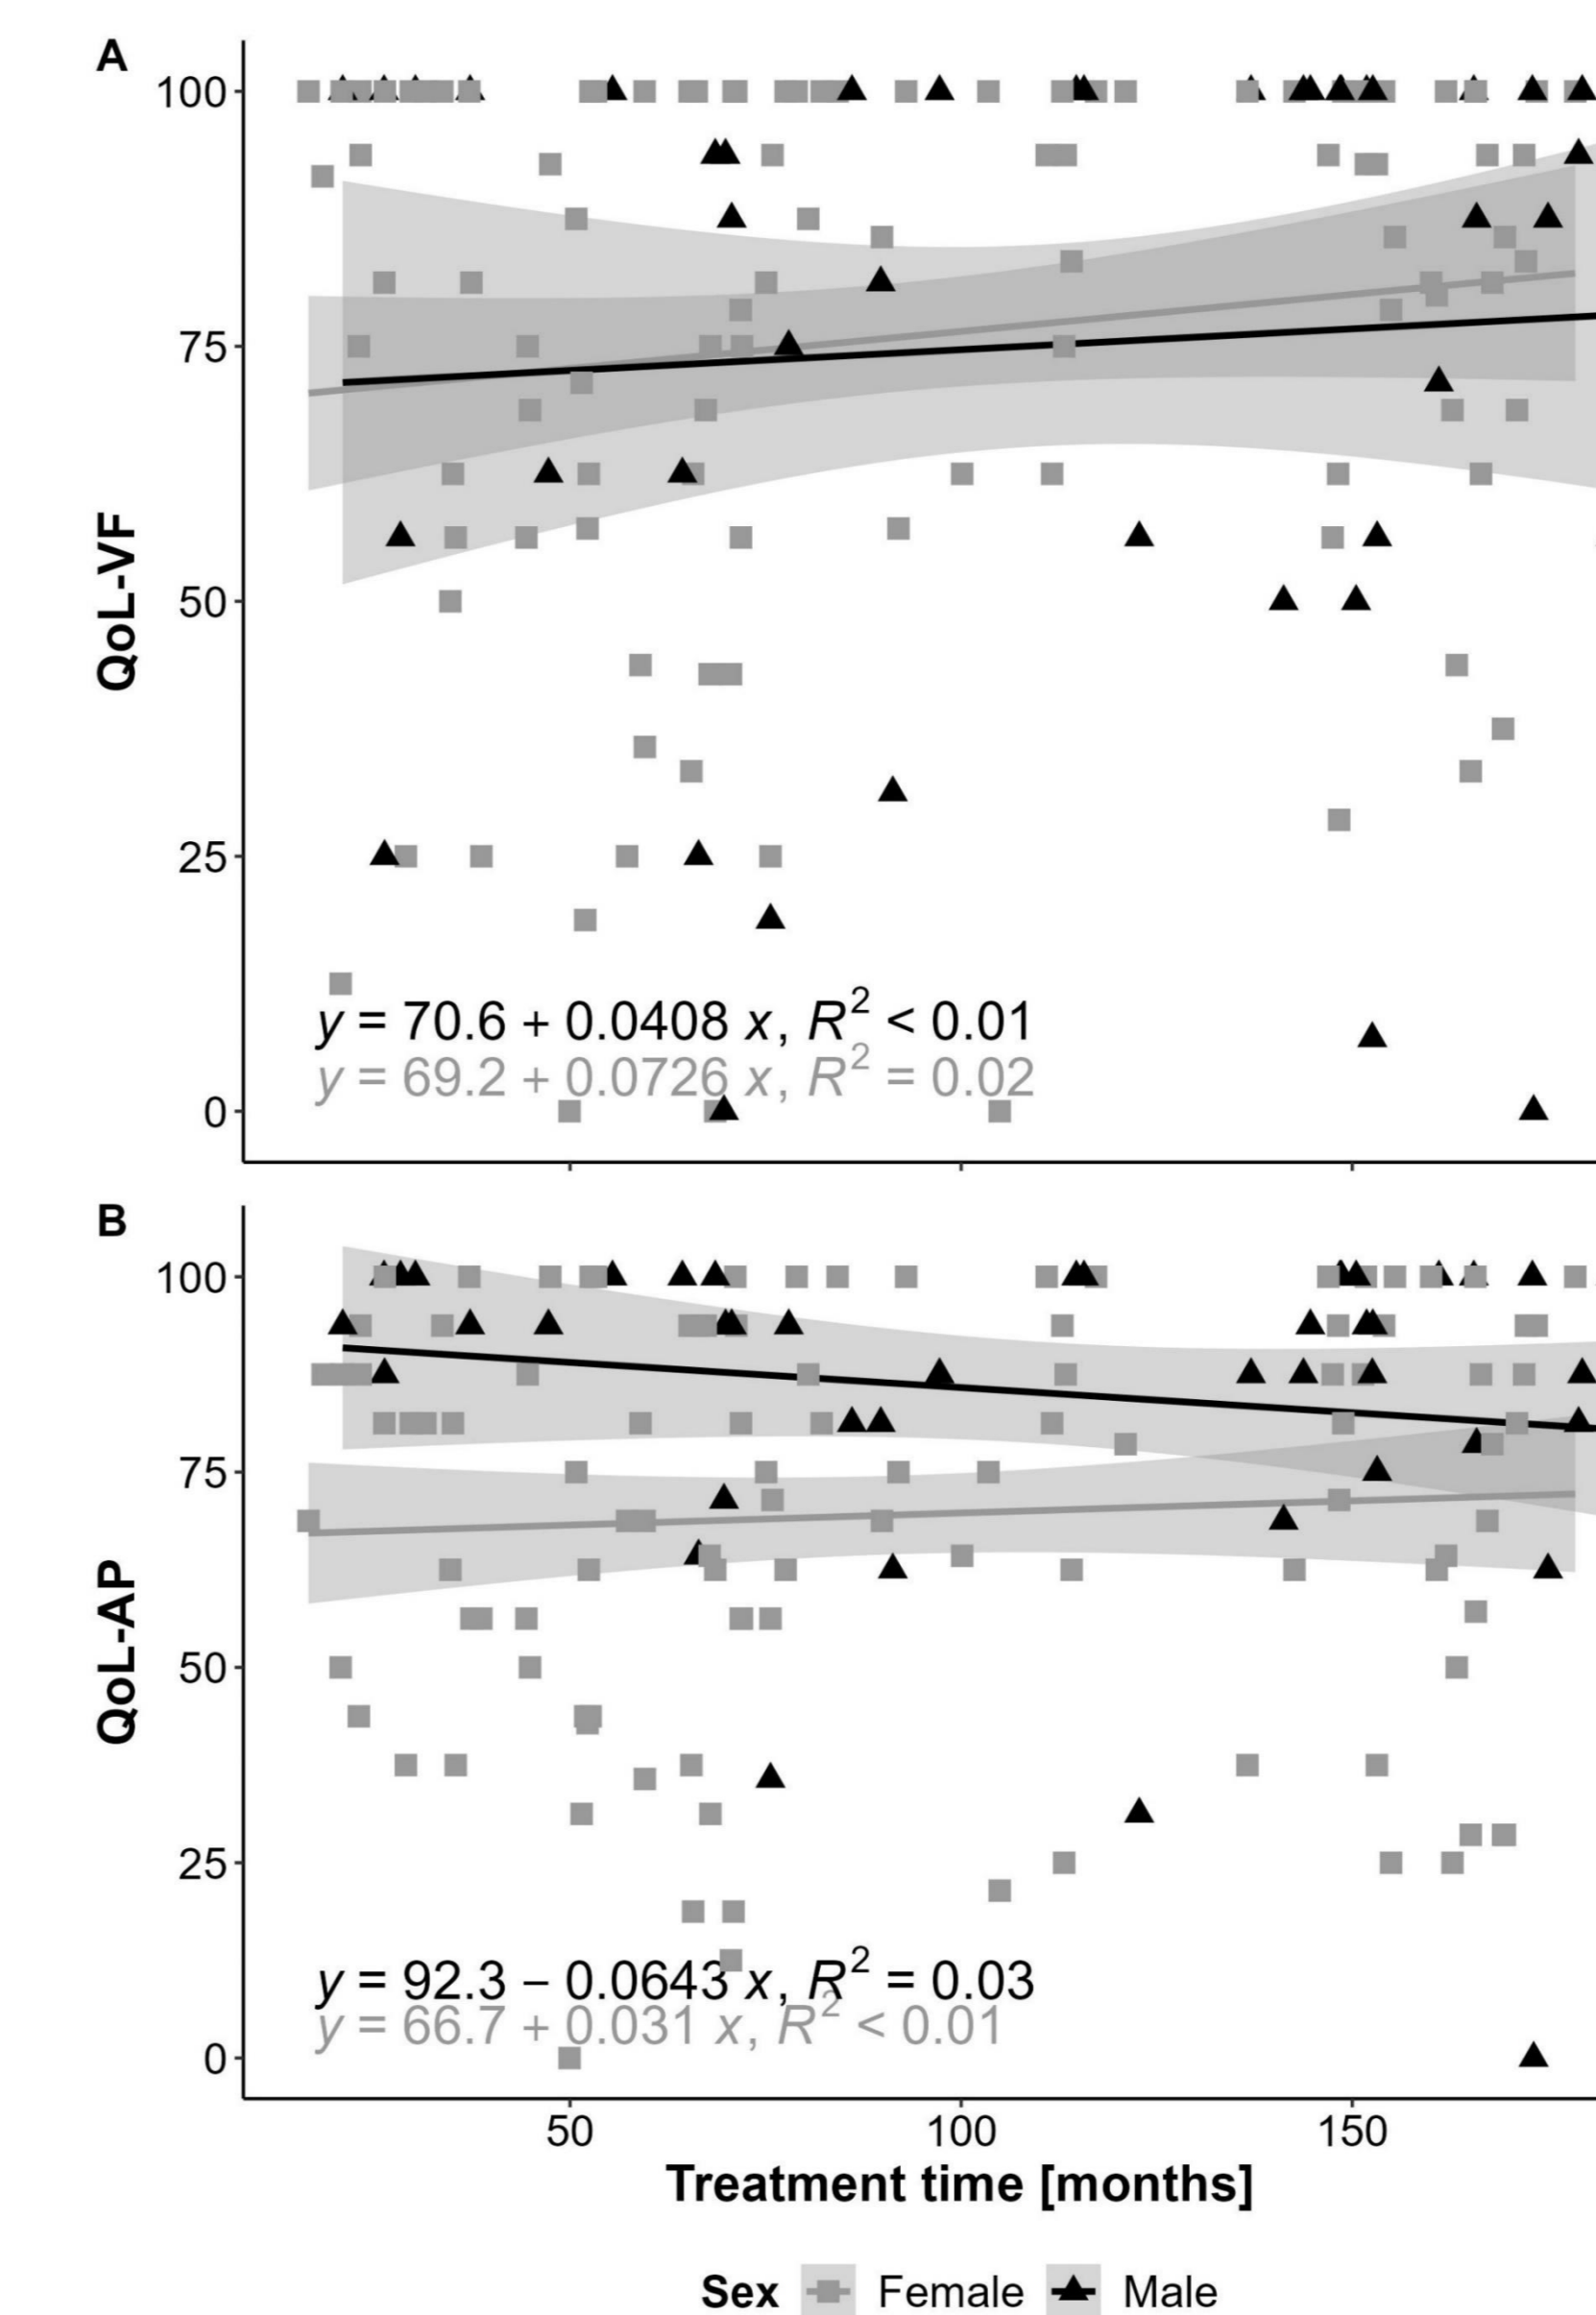 A
100
75
50
25
0
QoL-VF
y = 70.6 + 0.0408 x, R² < 0.01
y = 69.2 + 0.0726 x, R² = 0.02
B
100
75
50
25
0
QoL-AP
y = 92.3 – 0.0643 x, R² = 0.03
y = 66.7 + 0.031 x, R² < 0.01
50 100 150
Treatment time [months]
Sex Female Male